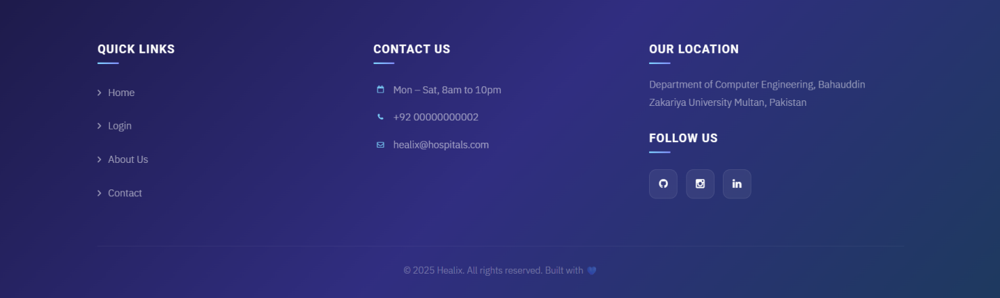 QUICK LINKS
Home
Login
About Us
Contact
CONTACT US
Mon – Sat, 8am to 10pm
+92 00000000002
healix@hospitals.com
OUR LOCATION
Department of Computer Engineering, Bahauddin
Zakariya University Multan, Pakistan
FOLLOW US
© 2025 Healix. All rights reserved. Built with 💙